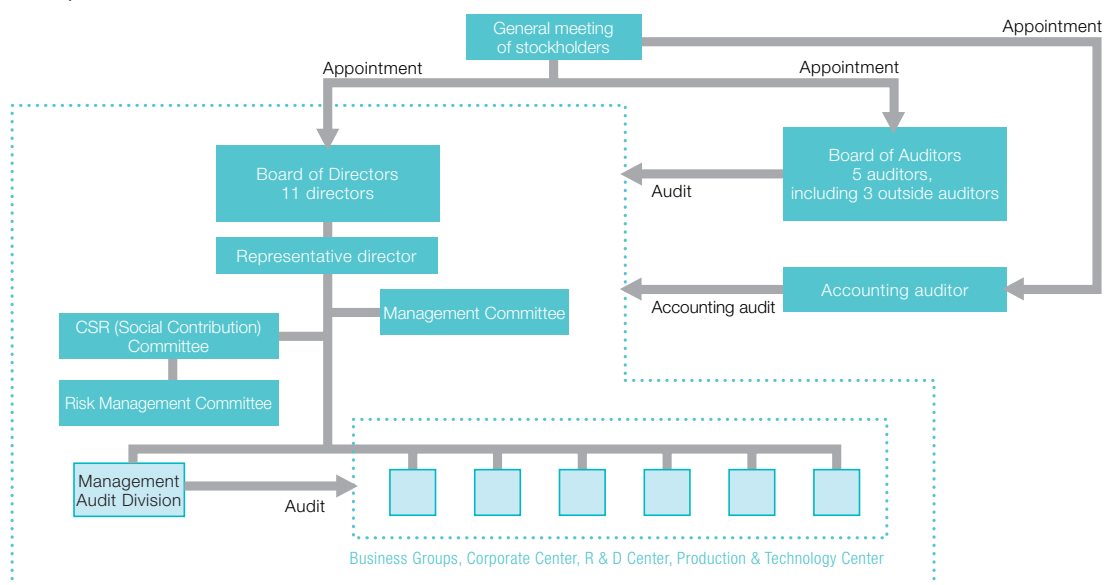 General meeting
of stockholders
Appointment
Appointment
Appointment
Board of Directors
11 directors
Board of Auditors
5 auditors,
including 3 outside auditors
Audit
Representative director
Accounting auditor
Accounting audit
Management Committee
CSR (Social Contribution)
Committee
Risk Management Committee
Management
Audit Division
Audit
Business Groups, Corporate Center, R & D Center, Production & Technology Center